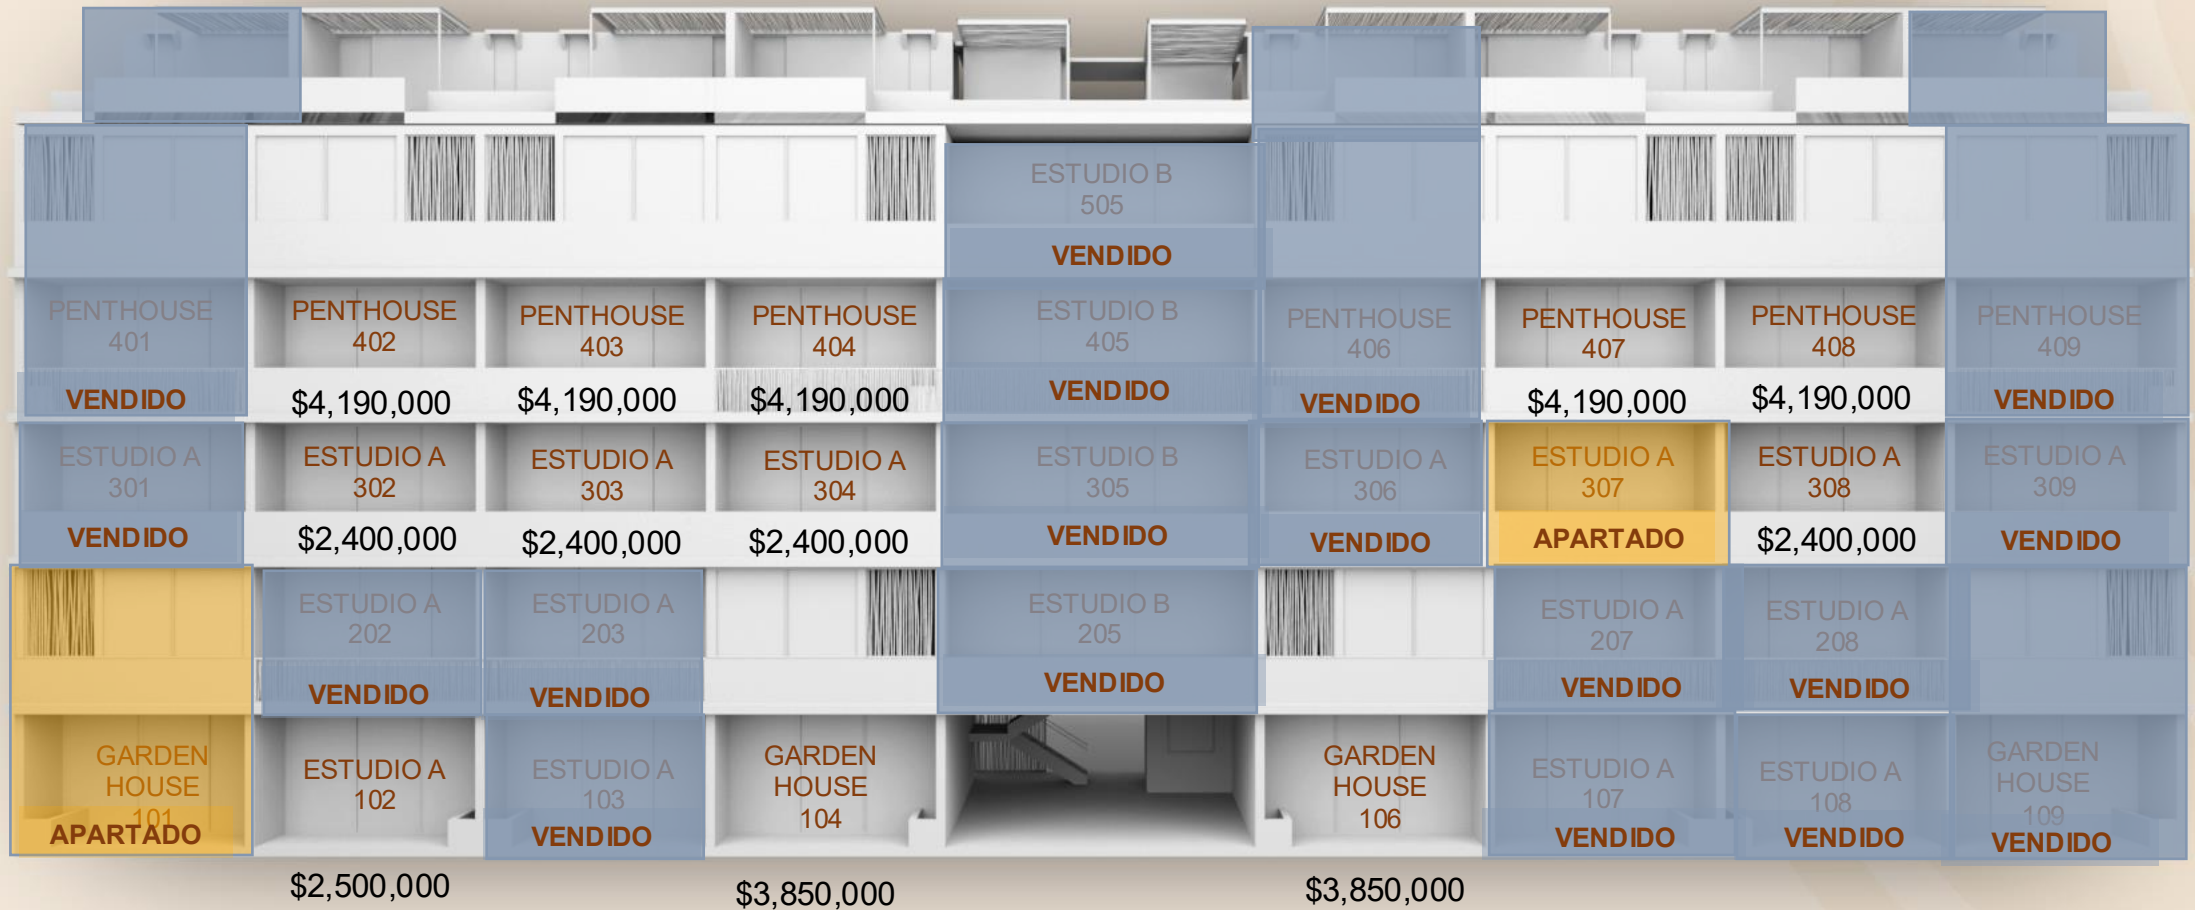 ESTUDIO B
505
VENDIDO
PENTHOUSE
401
VENDIDO
PENTHOUSE
402
$4,190,000
PENTHOUSE
403
$4,190,000
PENTHOUSE
404
$4,190,000
ESTUDIO B
405
VENDIDO
PENTHOUSE
406
VENDIDO
PENTHOUSE
407
$4,190,000
PENTHOUSE
408
$4,190,000
PENTHOUSE
409
VENDIDO
ESTUDIO A
301
VENDIDO
ESTUDIO A
302
$2,400,000
ESTUDIO A
303
$2,400,000
ESTUDIO A
304
$2,400,000
ESTUDIO B
305
VENDIDO
ESTUDIO A
306
VENDIDO
ESTUDIO A
307
APARTADO
ESTUDIO A
308
$2,400,000
ESTUDIO A
309
VENDIDO
ESTUDIO A
202
VENDIDO
ESTUDIO A
203
VENDIDO
ESTUDIO B
205
VENDIDO
ESTUDIO A
207
VENDIDO
ESTUDIO A
208
VENDIDO
GARDEN
HOUSE
101
APARTADO
ESTUDIO A
102
$2,500,000
ESTUDIO A
103
VENDIDO
GARDEN
HOUSE
104
$3,850,000
GARDEN
HOUSE
106
$3,850,000
ESTUDIO A
107
VENDIDO
ESTUDIO A
108
VENDIDO
GARDEN
HOUSE
109
VENDIDO